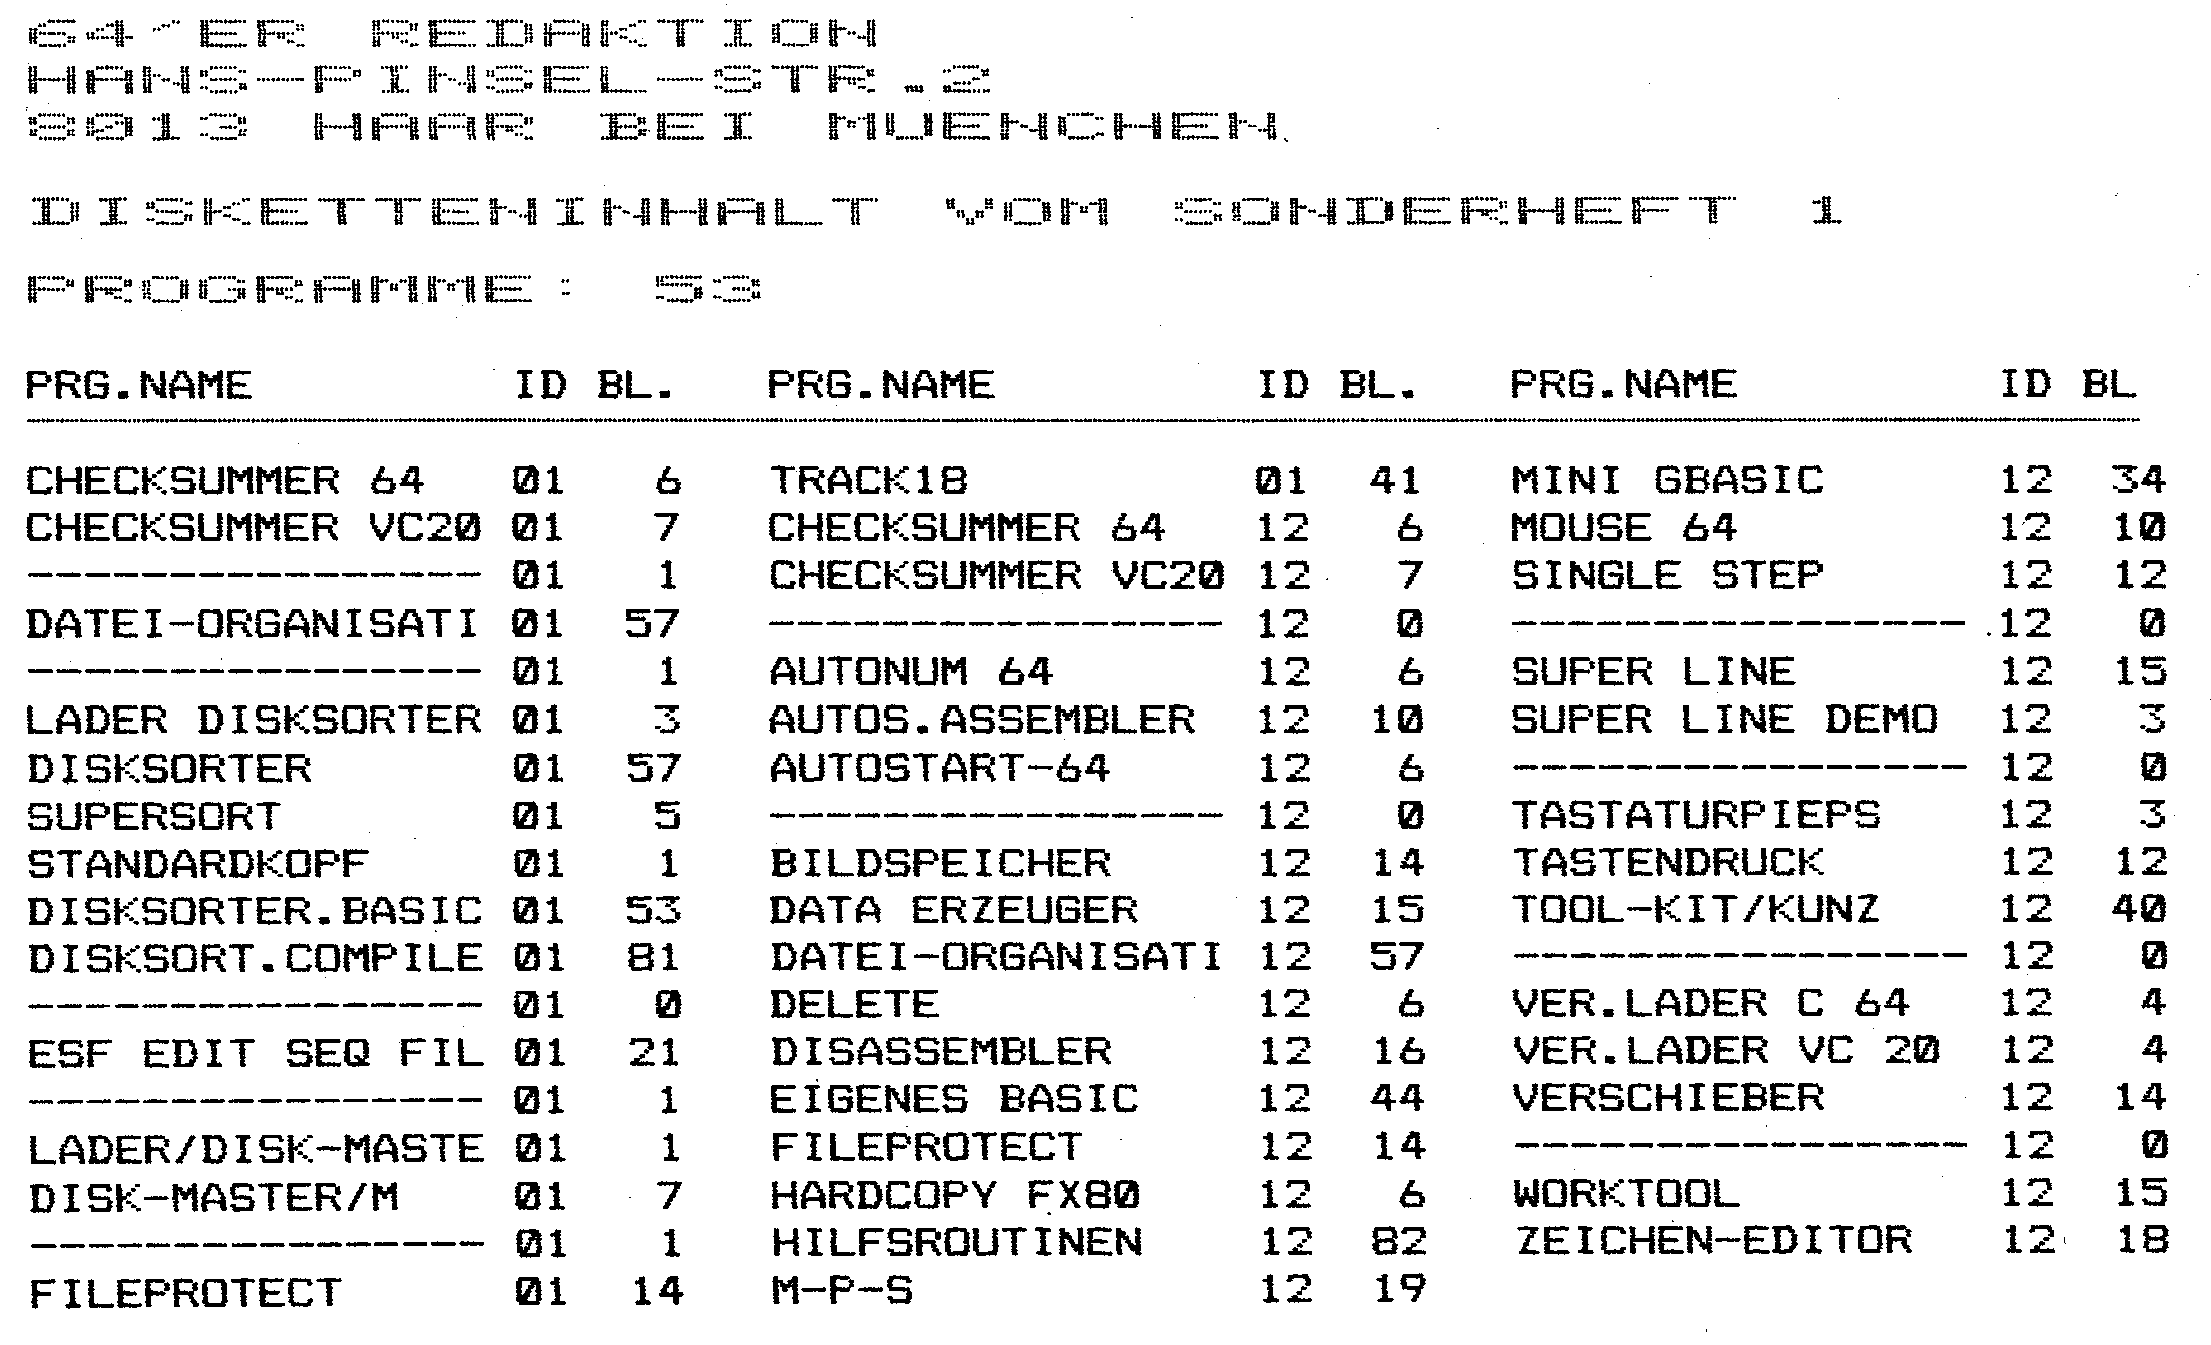 64'ER REDAKTION
HANS-PINSEL-STR.2
8013 HAAR BEI MUENCHEN
DISKETTENINHALT VOM SONDERHEFT 1
PROGRAMME: 53
PRG.NAME ID BL. PRG.NAME ID BL. PRG.NAME ID BL
CHECKSUMMER 64 01 6 TRACK18 01 41 MINI GBASIC 12 34
CHECKSUMMER VC20 01 7 CHECKSUMMER 64 12 6 MOUSE 64 12 10
---------------- 01 1 CHECKSUMMER VC20 12 7 SINGLE STEP 12 12
DATEI-ORGANISATI 01 57 ---------------- 12 0 ---------------- 12 0
---------------- 01 1 AUTONUM 64 12 6 SUPER LINE 12 15
LADER DISKSORTER 01 3 AUTOS.ASSEMBLER 12 10 SUPER LINE DEMO 12 3
DISKSORTER 01 57 AUTOSTART-64 12 6 ---------------- 12 0
SUPERSORT 01 5 ---------------- 12 0 TASTATURPIEPS 12 3
STANDARDKOPF 01 1 BILDSPEICHER 12 14 TASTENDRUCK 12 12
DISKSORTER.BASIC 01 53 DATA ERZEUGER 12 15 TOOL-KIT/KUNZ 12 40
DISKSORT.COMPILE 01 81 DATEI-ORGANISATI 12 57 ---------------- 12 0
---------------- 01 0 DELETE 12 6 VER.LADER C 64 12 4
ESF EDIT SEQ FIL 01 21 DISASSEMBLER 12 16 VER.LADER VC 20 12 4
---------------- 01 1 EIGENES BASIC 12 44 VERSCHIEBER 12 14
LADER/DISK-MASTE 01 1 FILEPROTECT 12 14 ---------------- 12 0
DISK-MASTER/M 01 7 HARDCOPY FX80 12 6 WORKTOOL 12 15
---------------- 01 1 HILFSROUTINEN 12 82 ZEICHEN-EDITOR 12 18
FILEPROTECT 01 14 M-P-S 12 19